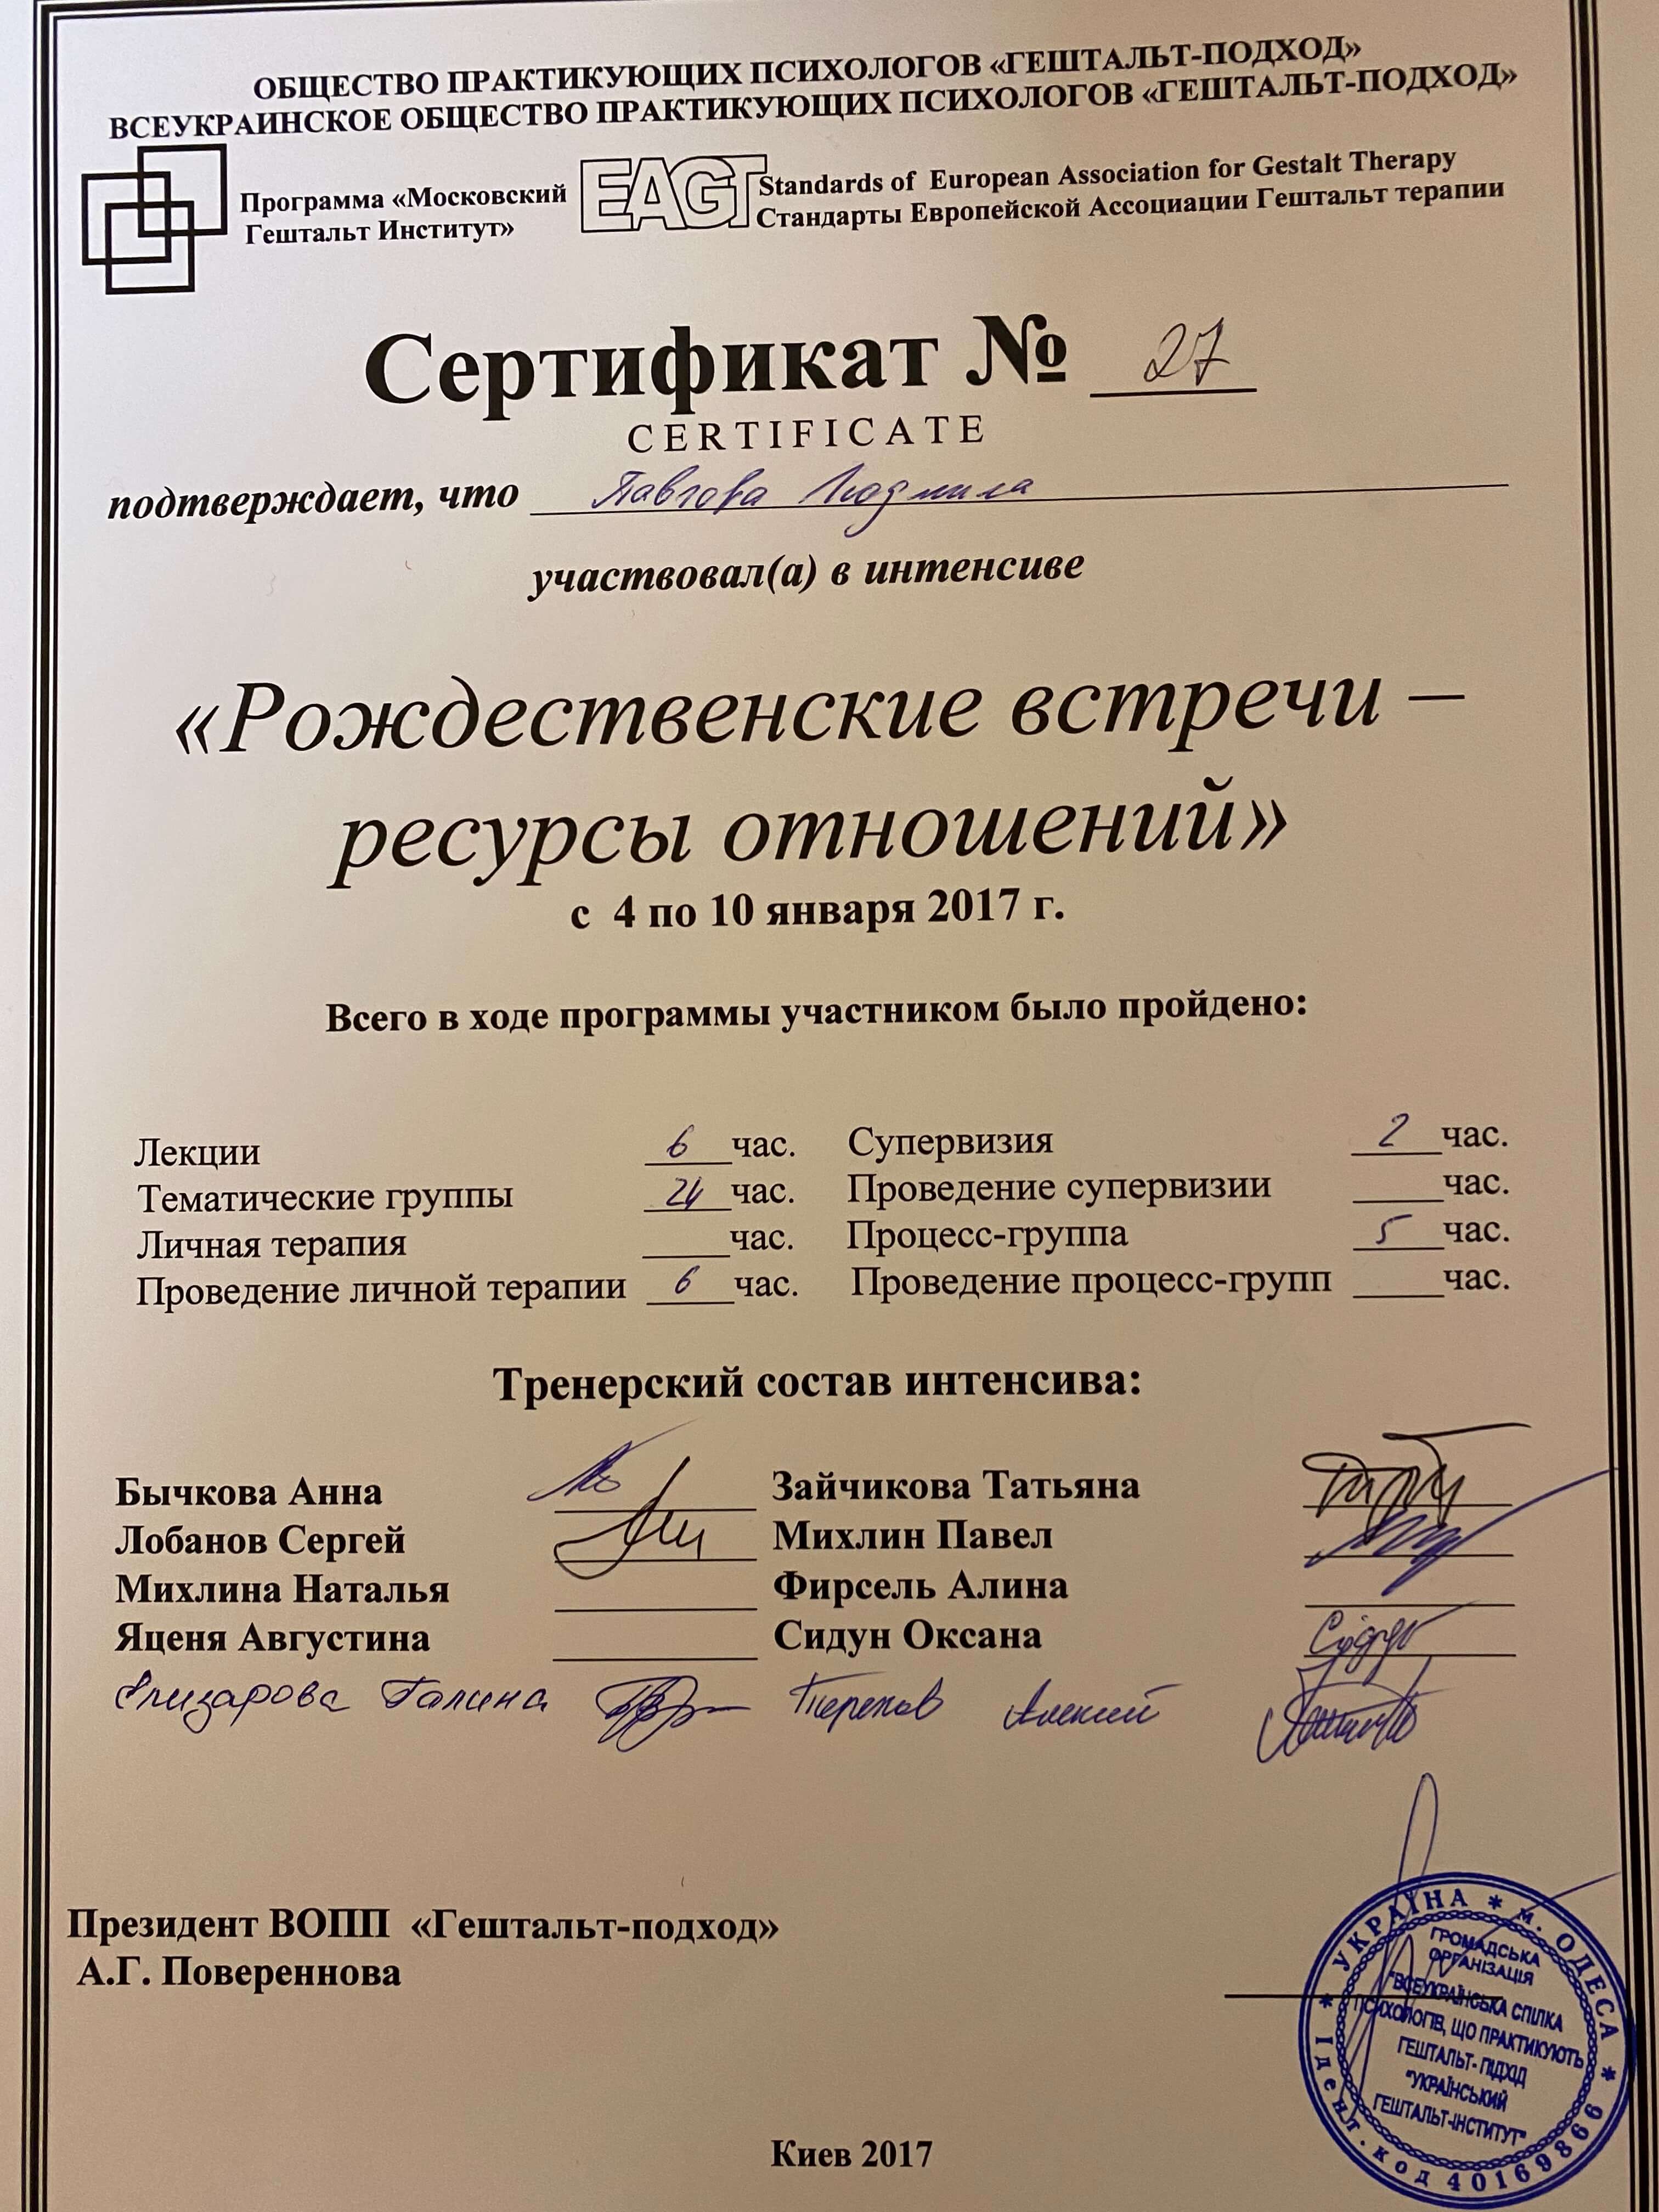 ОБЩЕСТВО ПРАКТИКУЮЩИХ ПСИХОЛОГОВ «ГЕШТАЛЬТ-ПОДХОД»
ВСЕУКРАИНСКОЕ ОБЩЕСТВО ПРАКТИКУЮЩИХ ПСИХОЛОГОВ «ГЕШТАЛЬТ-ПОДХОД»
Программа «Московский
Гештальт Институт»
EAGT
Standards of European Association for Gestalt Therapy
Стандарты Европейской Ассоциации Гештальт терапии
Сертификат № 27
CERTIFICATE
подтверждает, что Павлова Людмила
участвовал(а) в интенсиве
«Рождественские встречи –
ресурсы отношений»
с 4 по 10 января 2017 г.
Всего в ходе программы участником было пройдено:
Лекции 6 час. Супервизия 2 час.
Тематические группы 24 час. Проведение супервизии час.
Личная терапия час. Процесс-группа 5 час.
Проведение личной терапии 6 час. Проведение процесс-групп час.
Тренерский состав интенсива:
Бычкова Анна Зайчикова Татьяна
Лобанов Сергей Михлин Павел
Михлина Наталья Фирсель Алина
Яценя Августина Сидун Оксана
Елизарова Галина Терехов Алексей
Президент ВОПП «Гештальт-подход»
А.Г. Повереннова
УКРАЇНА * м. ОДЕСА * Ідент. код 40169866 *
ГРОМАДСЬКА
ОРГАНІЗАЦІЯ
"ВСЕУКРАЇНСЬКА СПІЛКА
ПСИХОЛОГІВ, ЩО ПРАКТИКУЮТЬ
ГЕШТАЛЬТ- ПІДХІД
"УКРАЇНСЬКИЙ
ГЕШТАЛЬТ-ІНСТИТУТ"
Киев 2017